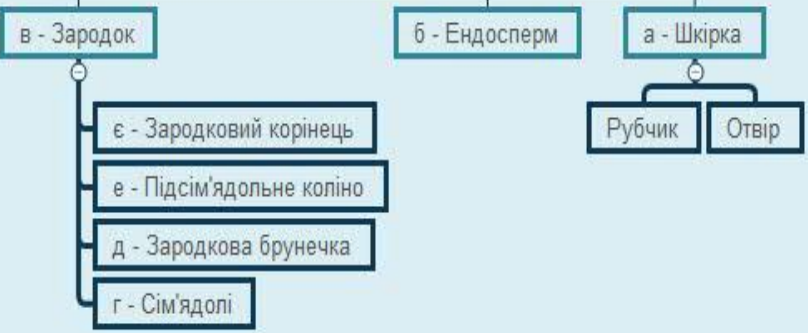 в - Зародок
б - Ендосперм
а - Шкірка
є - Зародковий корінець
е - Підсім'ядольне коліно
д - Зародкова брунечка
г - Сім'ядолі
Рубчик
Отвір